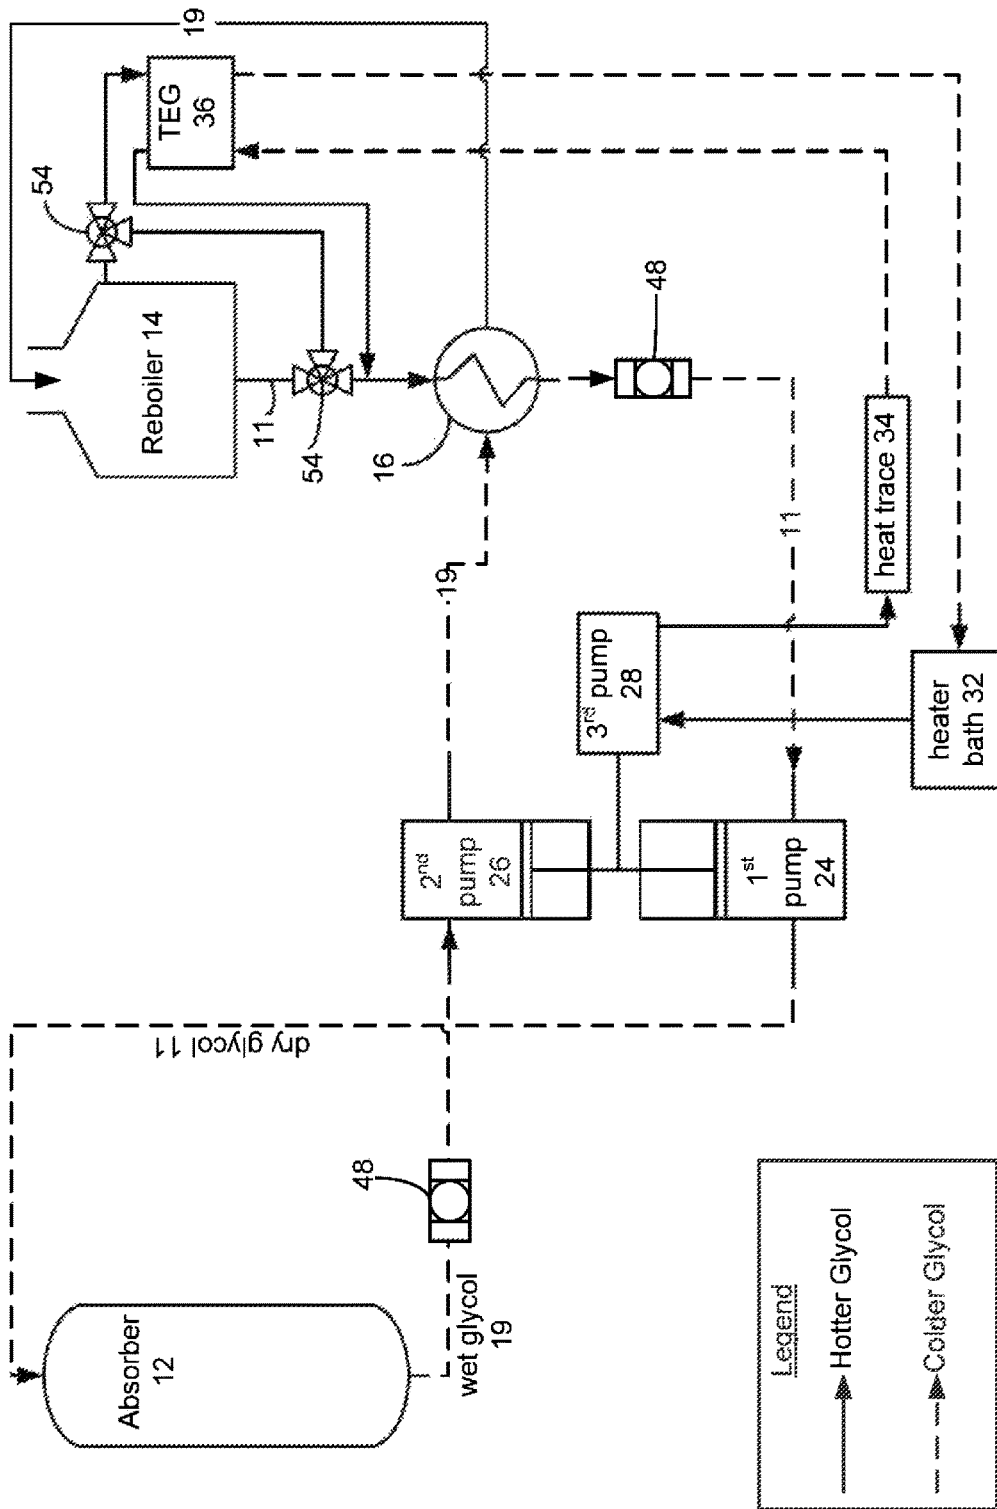 19
TEG
36
54
Reboiler 14
11
54
16
48
11
19
heat trace 34
3rd pump
28
heater
bath 32
2nd
pump
26
1st
pump
24
dry glycol 11
48
wet glycol
19
Absorber
12
Legend
Hotter Glycol
Colder Glycol